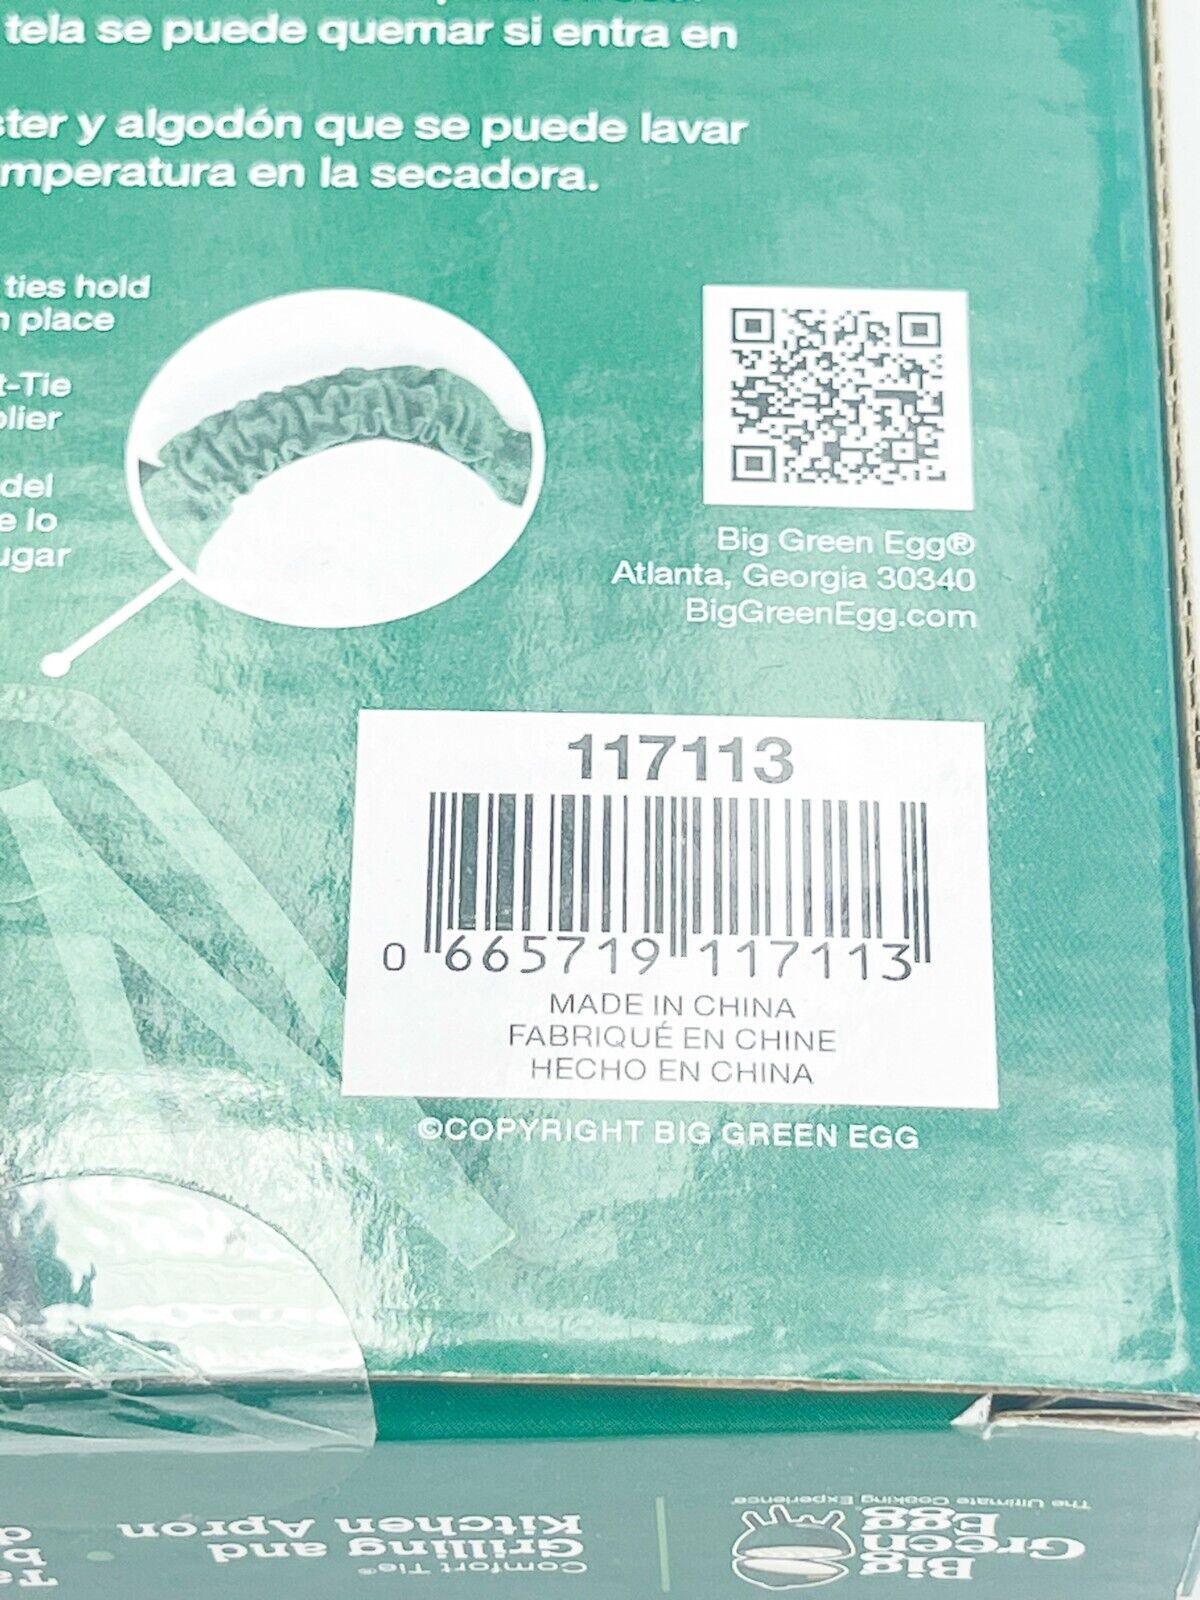 tela se puede quemar si entra en
ster y algodón que se puede lavar
mperatura en la secadora.
ties hold
n place
t-Tie
plier
del
e lo
ugar
Big Green Egg®
Atlanta, Georgia 30340
BigGreenEgg.com
117113
0 665719 117113
MADE IN CHINA
FABRIQUÉ EN CHINE
HECHO EN CHINA
©COPYRIGHT BIG GREEN EGG
Big
Green
Egg
The Ultimate Cooking Experience®
Comfort Tie®
Grilling and
Kitchen Apron